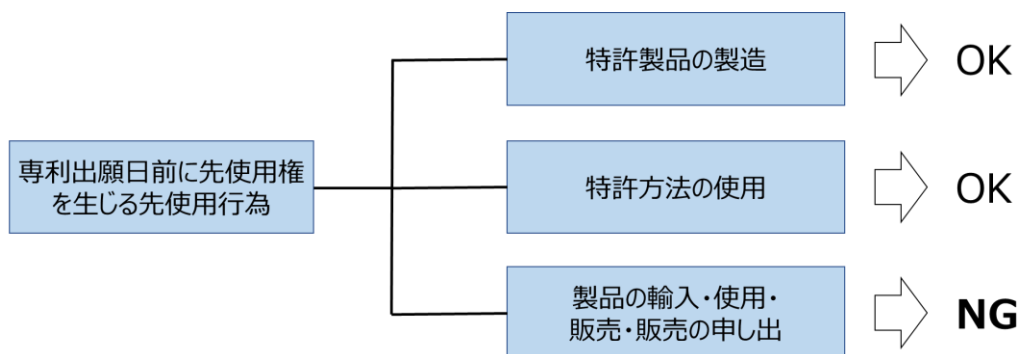 特許製品の製造
OK
専利出願日前に先使用権
を生じる先使用行為
特許方法の使用
OK
製品の輸入・使用・
販売・販売の申し出
NG